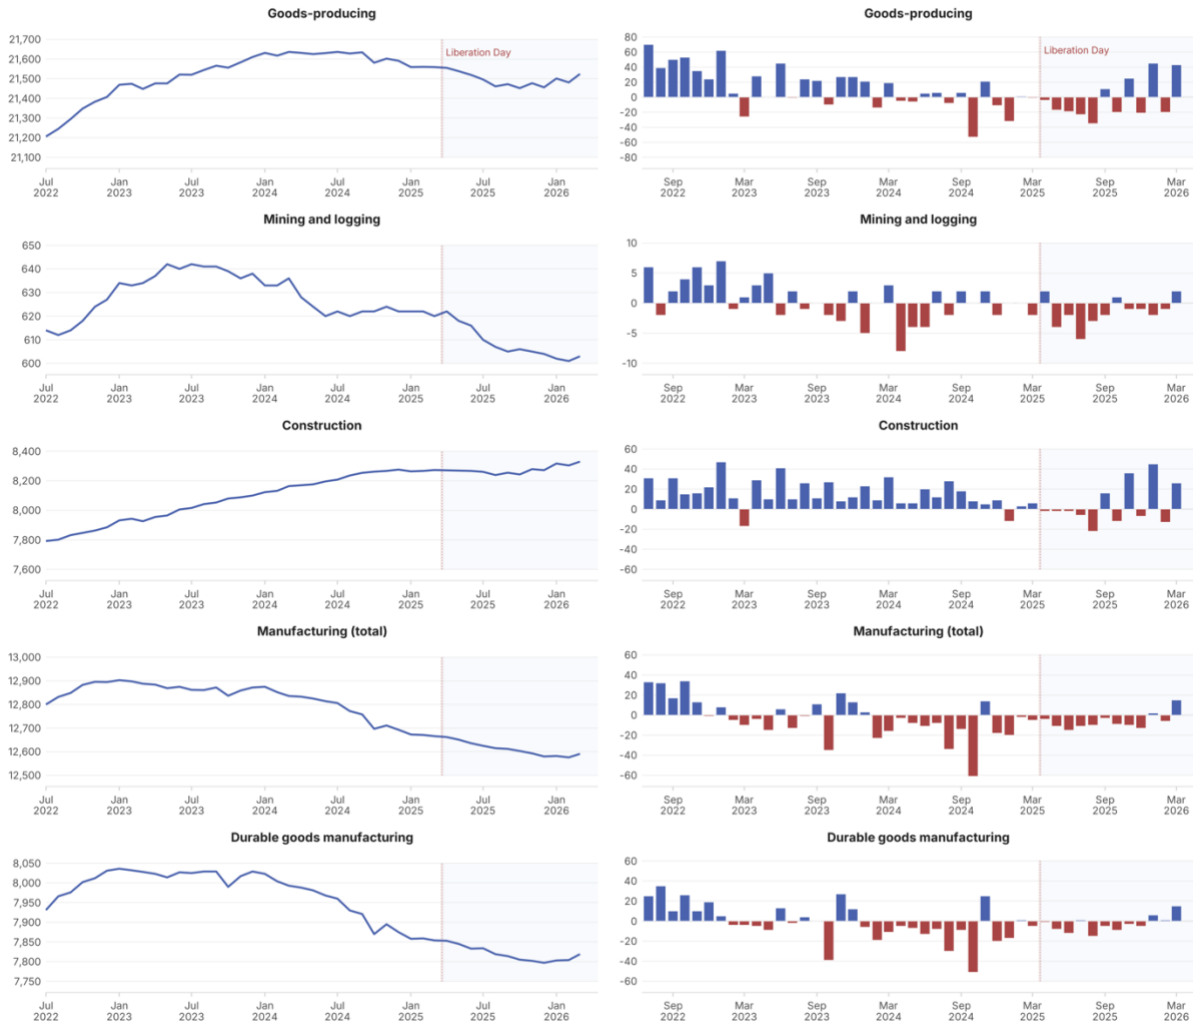 Goods-producing
21,700
21,600
21,500
21,400
21,300
21,200
21,100
Liberation Day
Jul Jan Jul Jan Jul Jan Jul Jan
2022 2023 2023 2024 2024 2025 2025 2026
Goods-producing
80
60
40
20
0
-20
-40
-60
-80
Liberation Day
Sep Mar Sep Mar Sep Mar Sep Mar
2022 2023 2023 2024 2024 2025 2025 2026
Mining and logging
650
640
630
620
610
600
Jul Jan Jul Jan Jul Jan Jul Jan
2022 2023 2023 2024 2024 2025 2025 2026
Mining and logging
10
5
0
-5
-10
Sep Mar Sep Mar Sep Mar Sep Mar
2022 2023 2023 2024 2024 2025 2025 2026
Construction
8,400
8,200
8,000
7,800
7,600
Jul Jan Jul Jan Jul Jan Jul Jan
2022 2023 2023 2024 2024 2025 2025 2026
Construction
60
40
20
0
-20
-40
-60
Sep Mar Sep Mar Sep Mar Sep Mar
2022 2023 2023 2024 2024 2025 2025 2026
Manufacturing (total)
13,000
12,900
12,800
12,700
12,600
12,500
Jul Jan Jul Jan Jul Jan Jul Jan
2022 2023 2023 2024 2024 2025 2025 2026
Manufacturing (total)
60
40
20
0
-20
-40
-60
Sep Mar Sep Mar Sep Mar Sep Mar
2022 2023 2023 2024 2024 2025 2025 2026
Durable goods manufacturing
8,050
8,000
7,950
7,900
7,850
7,800
7,750
Jul Jan Jul Jan Jul Jan Jul Jan
2022 2023 2023 2024 2024 2025 2025 2026
Durable goods manufacturing
60
40
20
0
-20
-40
-60
Sep Mar Sep Mar Sep Mar Sep Mar
2022 2023 2023 2024 2024 2025 2025 2026